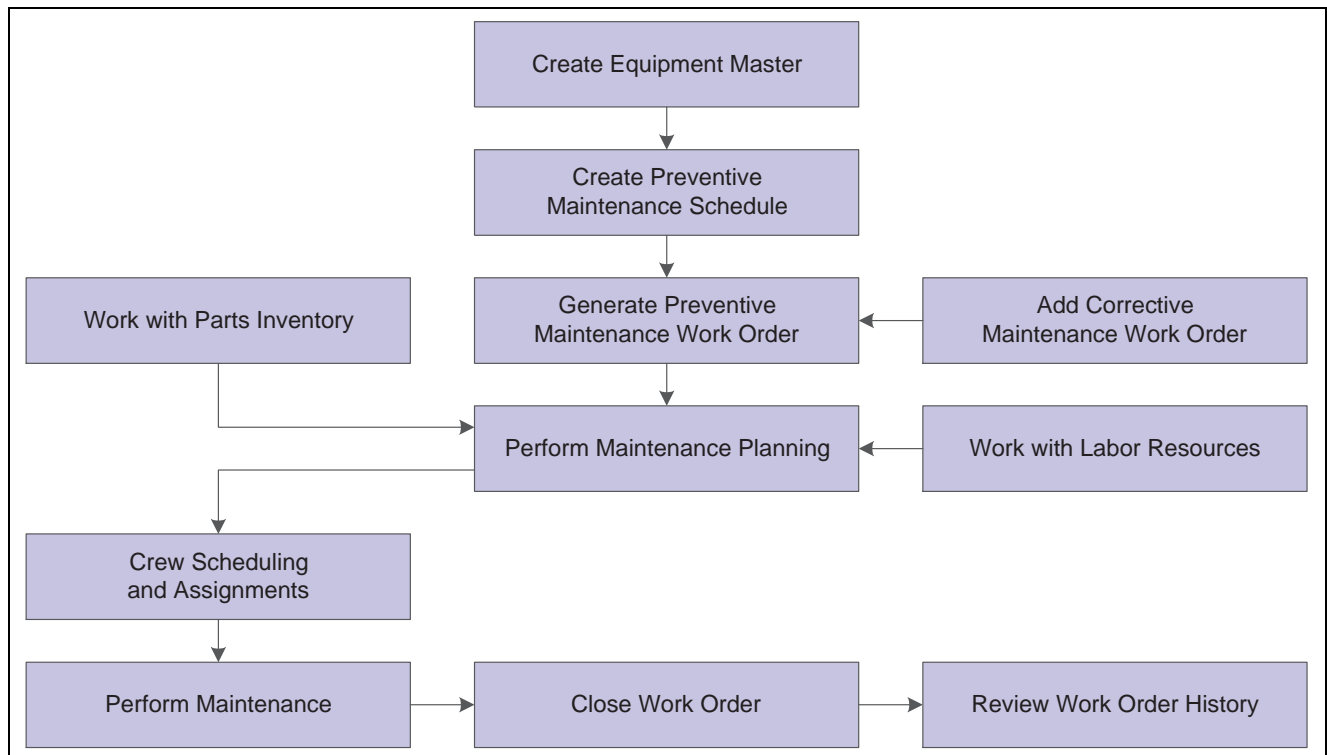 Create Equipment Master
Create Preventive
Maintenance Schedule
Work with Parts Inventory
Generate Preventive
Maintenance Work Order
Add Corrective
Maintenance Work Order
Perform Maintenance Planning
Work with Labor Resources
Crew Scheduling
and Assignments
Perform Maintenance
Close Work Order
Review Work Order History